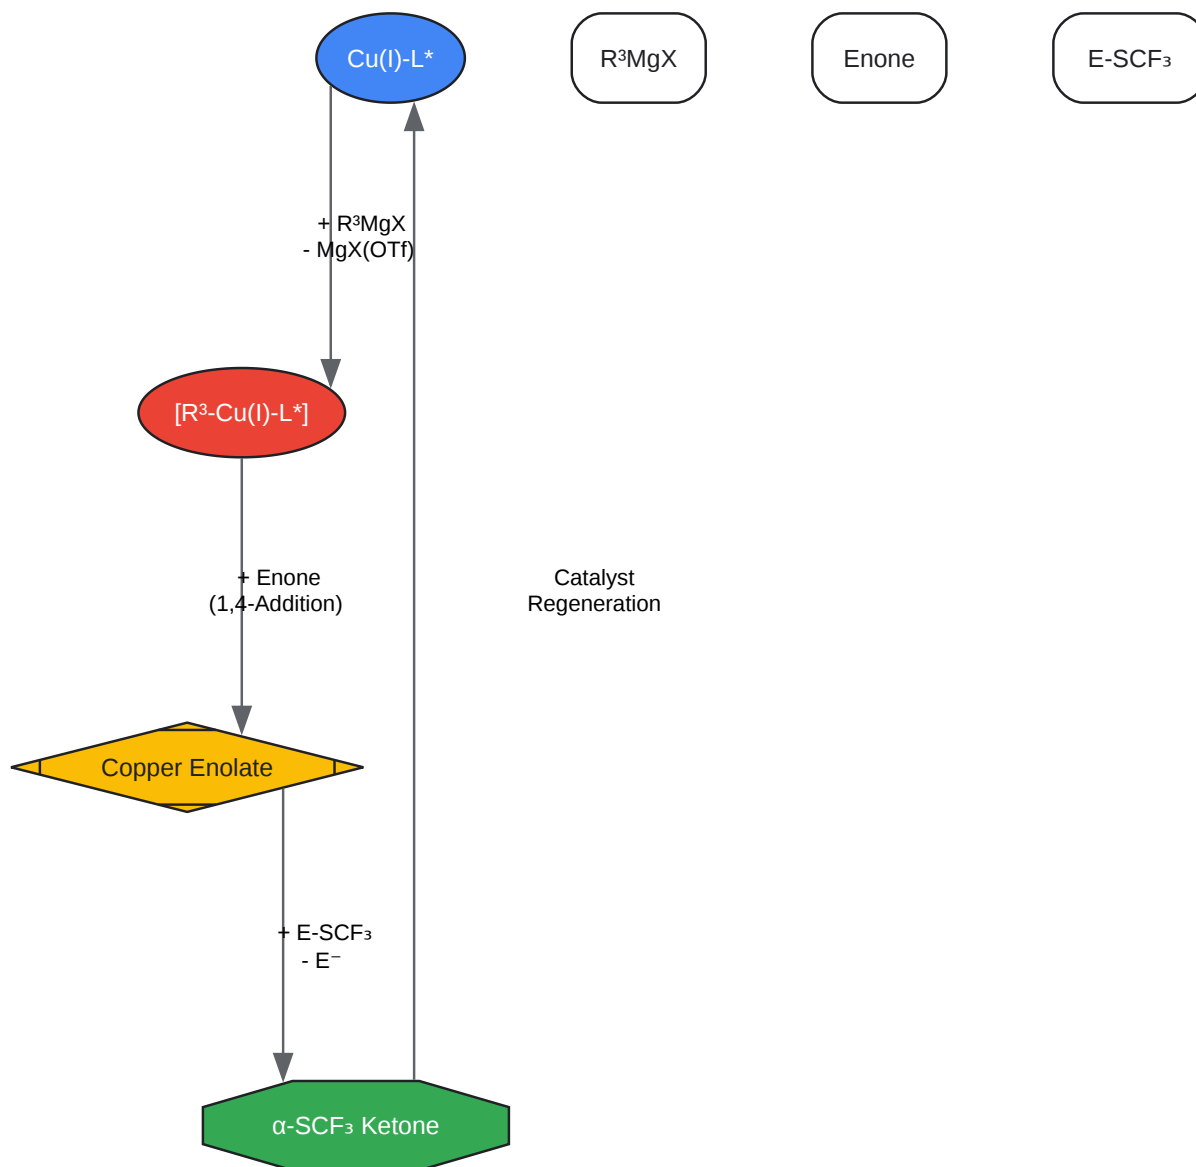 Cu(I)-L*
R³MgX
Enone
E-SCF₃
+ R³MgX
- MgX(OTf)
[R³-Cu(I)-L*]
+ Enone
(1,4-Addition)
Catalyst
Regeneration
Copper Enolate
+ E-SCF₃
- E⁻
α-SCF₃ Ketone